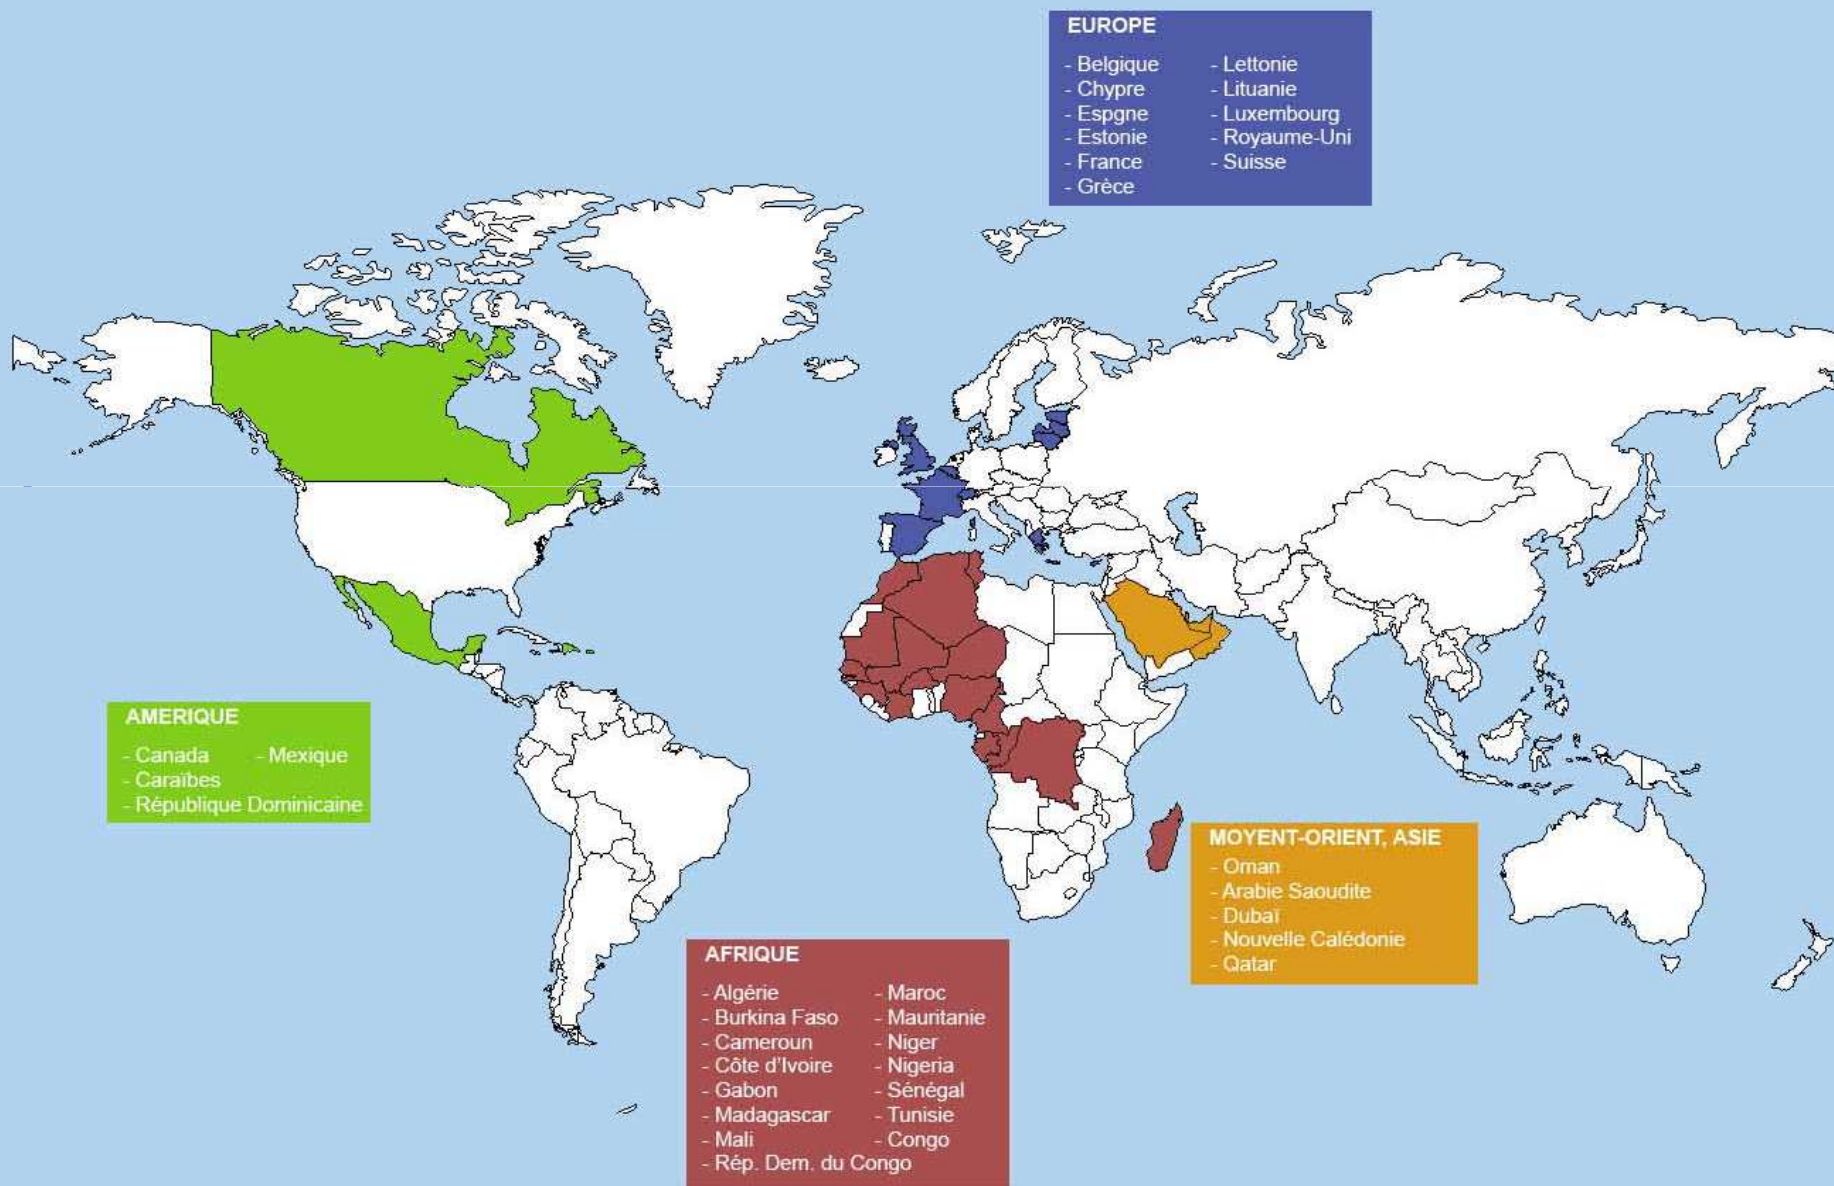 EUROPE
- Belgique - Lettonie
- Chypre - Lituanie
- Espgne - Luxembourg
- Estonie - Royaume-Uni
- France - Suisse
- Grèce
AMERIQUE
- Canada - Mexique
- Caraïbes
- République Dominicaine
MOYENT-ORIENT, ASIE
- Oman
- Arabie Saoudite
- Dubaï
- Nouvelle Calédonie
- Qatar
AFRIQUE
- Algérie - Maroc
- Burkina Faso - Mauritanie
- Cameroun - Niger
- Côte d'Ivoire - Nigeria
- Gabon - Sénégal
- Madagascar - Tunisie
- Mali - Congo
- Rép. Dem. du Congo